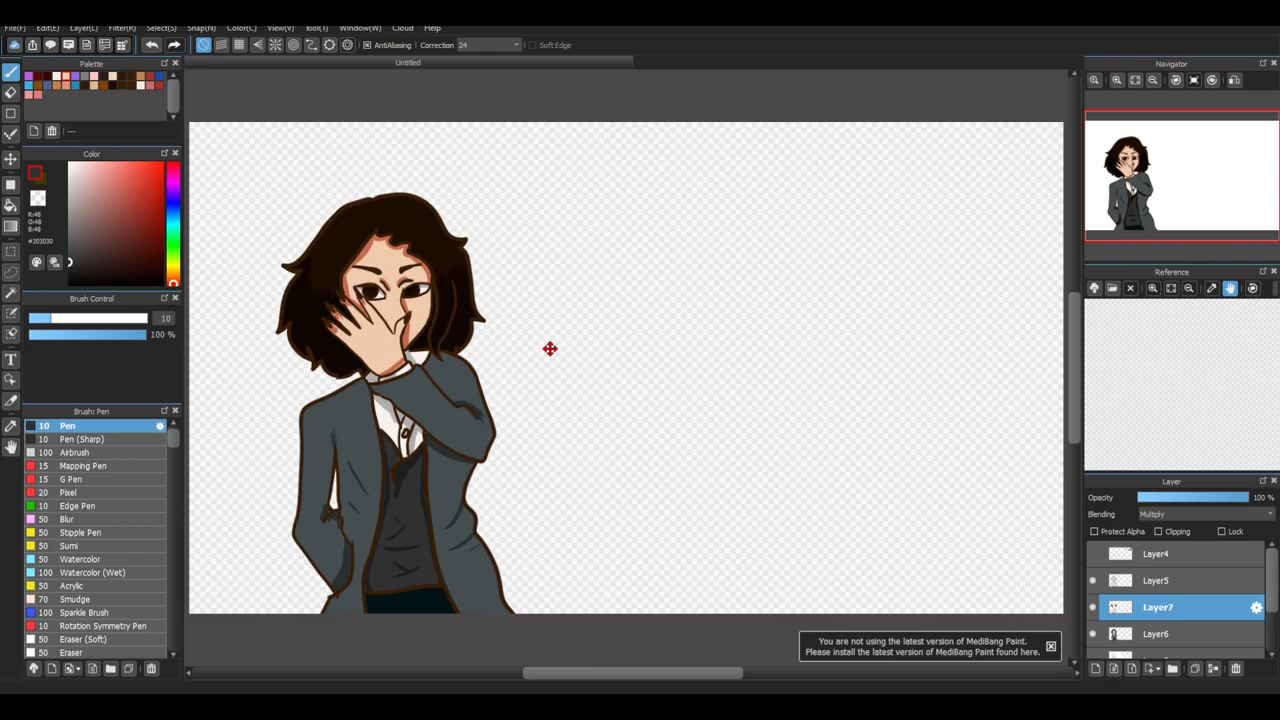 File(F) Edit(E) Layer(L) Filter(R) Select(S) Snap(N) Color(C) View(V) Tool(T) Window(W) Cloud Help
AntiAliasing Correction 24 Soft Edge
Palette
Untitled
Navigator
---
Color
R:48
G:48
B:48
#303030
Brush Control
10
100 %
Reference
Brush: Pen
10 Pen
10 Pen (Sharp)
100 Airbrush
15 Mapping Pen
15 G Pen
20 Pixel
10 Edge Pen
50 Blur
50 Stipple Pen
50 Sumi
50 Watercolor
100 Watercolor (Wet)
50 Acrylic
70 Smudge
100 Sparkle Brush
10 Rotation Symmetry Pen
50 Eraser (Soft)
50 Eraser
Layer
Opacity 100 %
Blending Multiply
Protect Alpha Clipping Lock
Layer4
Layer5
Layer7
Layer6
You are not using the latest version of MediBang Paint.
Please install the latest version of MediBang Paint found here.